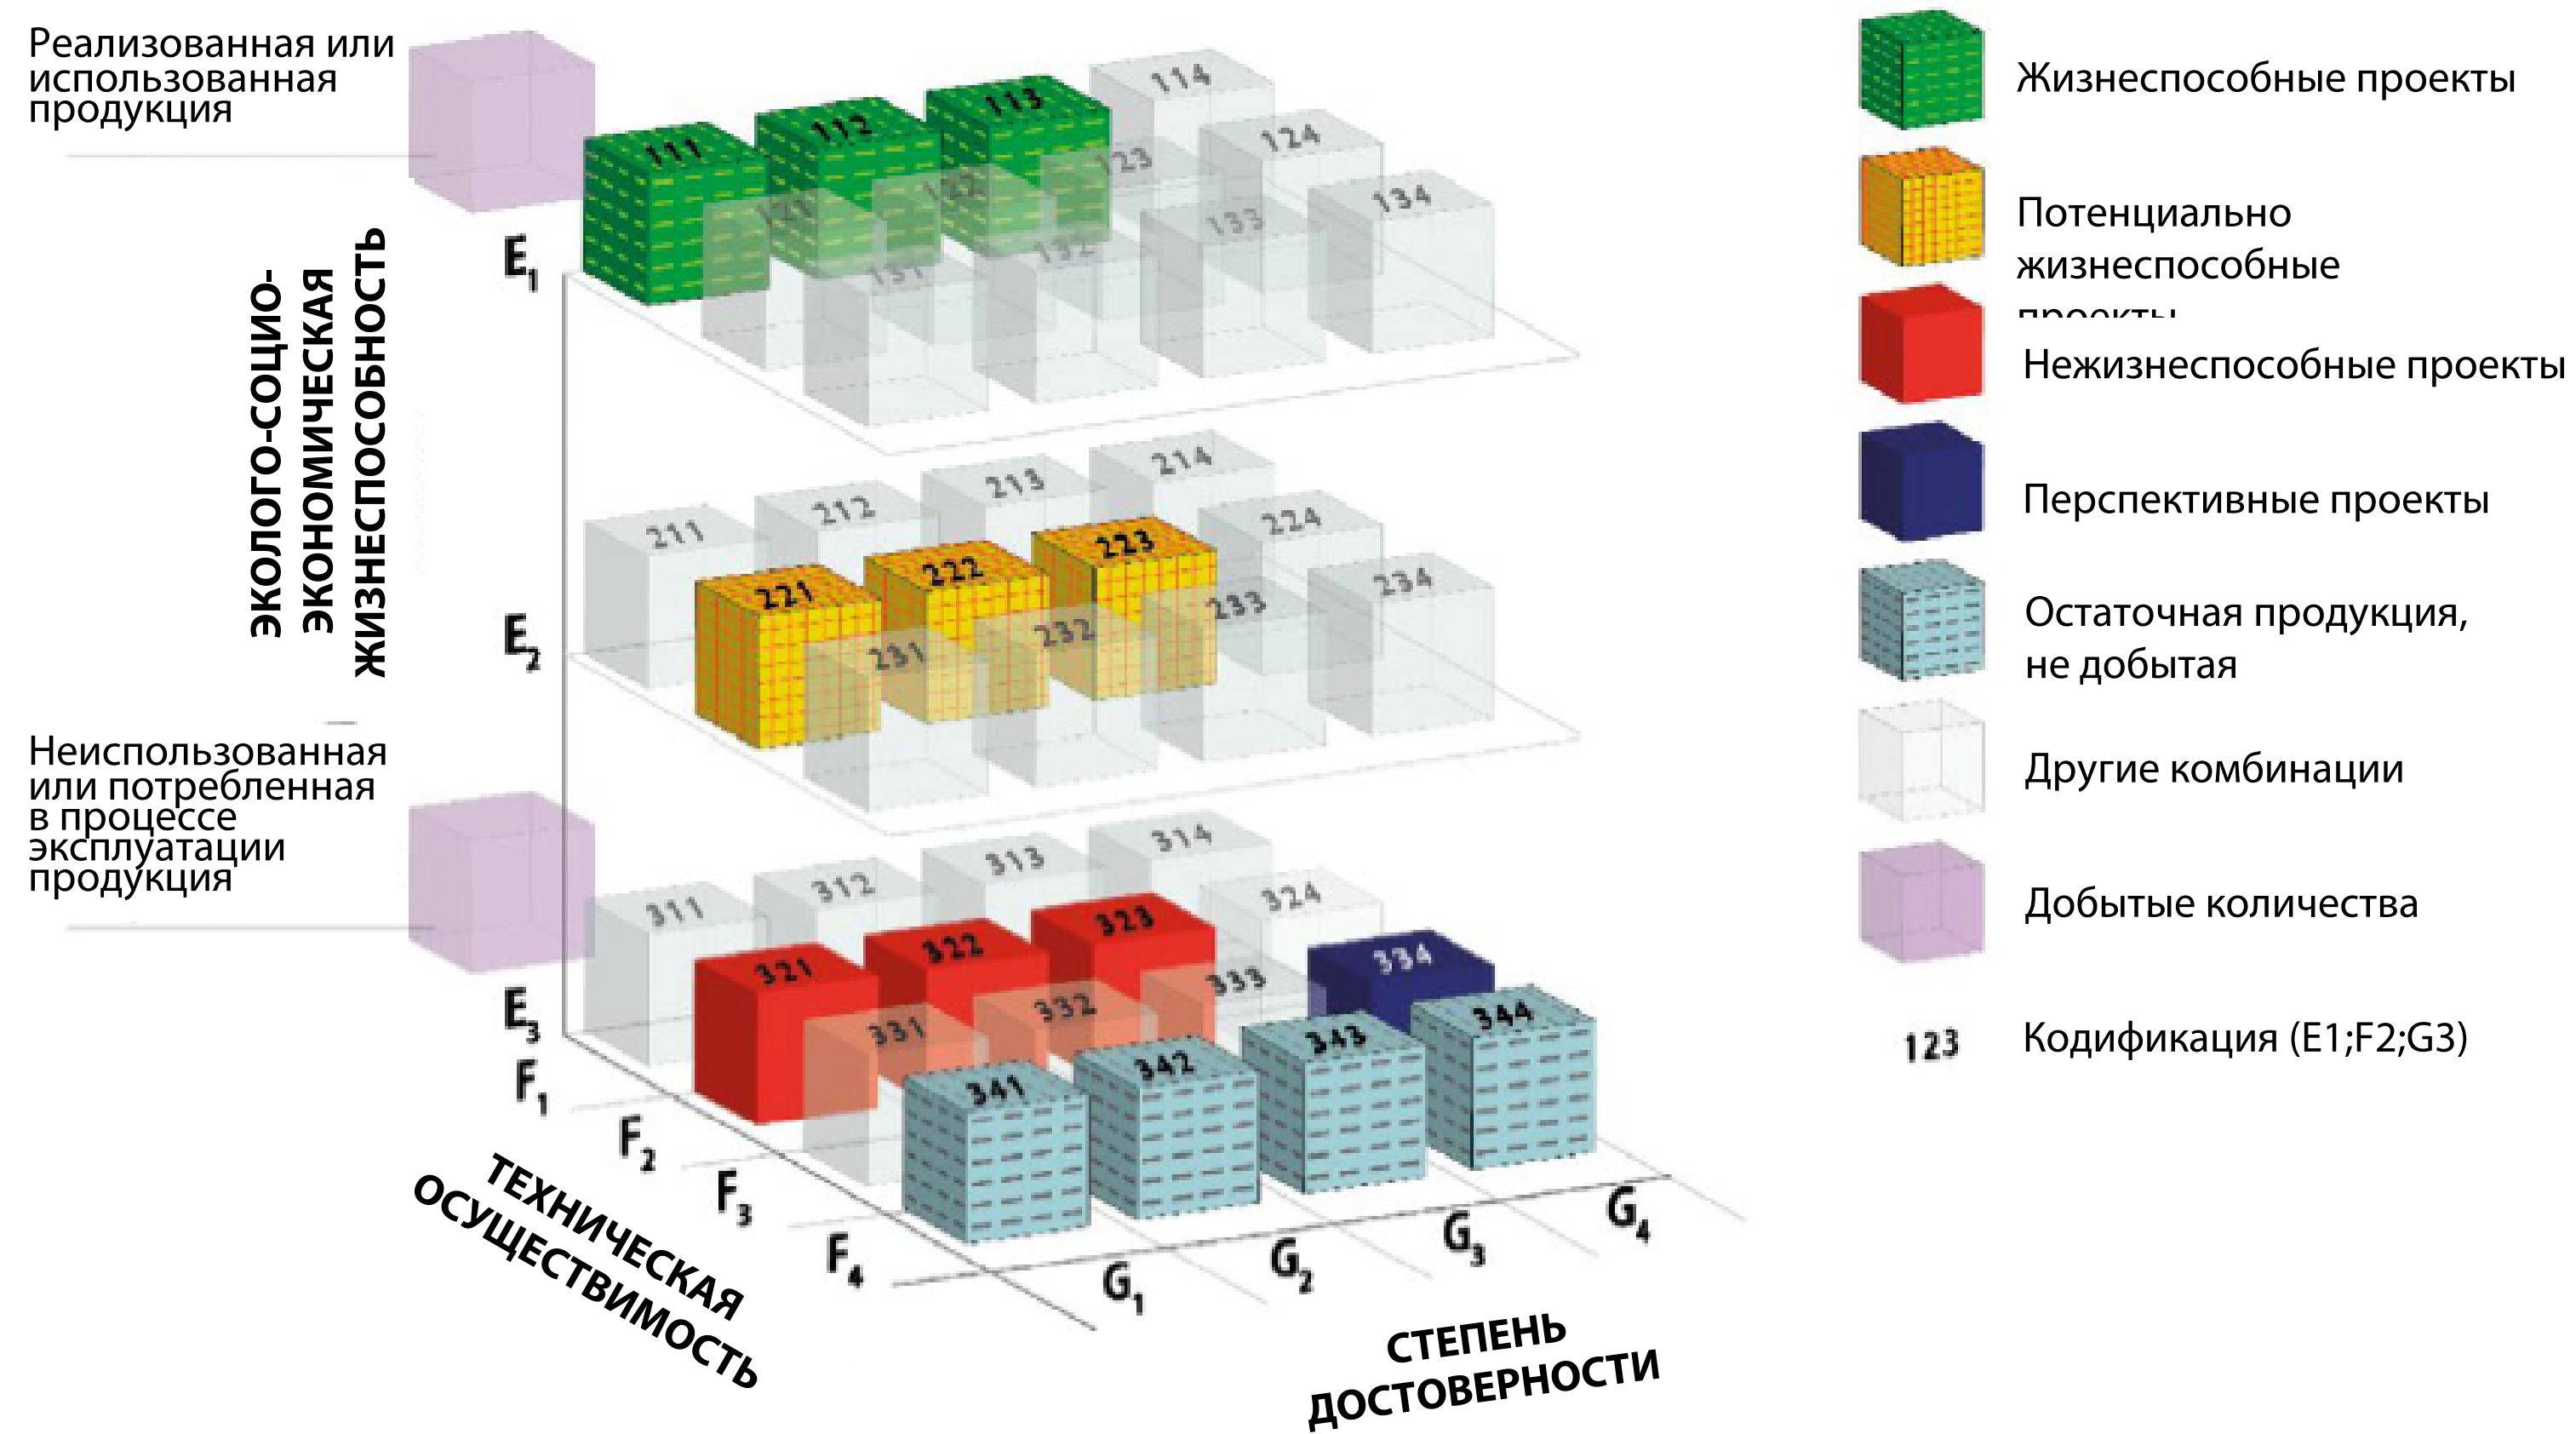 Реализованная или
использованная
продукция
ЭКОЛОГО-СОЦИО-
ЭКОНОМИЧЕСКАЯ
ЖИЗНЕСПОСОБНОСТЬ
Неиспользованная
или потребленная
в процессе
эксплуатации
продукция
E1
111
112
113
114
121
122
123
124
131
132
133
134
E2
211
212
213
214
221
222
223
224
231
232
233
234
E3
311
312
313
314
321
322
323
324
331
332
333
334
341
342
343
344
F1
F2
F3
F4
G1
G2
G3
G4
ТЕХНИЧЕСКАЯ
ОСУЩЕСТВИМОСТЬ
СТЕПЕНЬ
ДОСТОВЕРНОСТИ
Жизнеспособные проекты
Потенциально
жизнеспособные
проекты
Нежизнеспособные проекты
Перспективные проекты
Остаточная продукция,
не добытая
Другие комбинации
Добытые количества
123 Кодификация (E1;F2;G3)